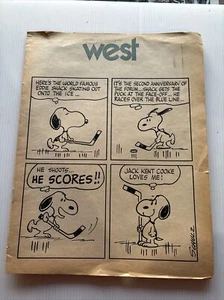 west
HERE'S THE WORLD FAMOUS
EDDIE SHACK SKATING OUT
ONTO THE ICE...
IT'S THE SECOND ANNIVERSARY OF
THE FORUM... SHACK GETS THE
PUCK AT THE FACE-OFF... HE
RACES OVER THE BLUE LINE...
HE SHOOTS...
HE SCORES!!
JACK KENT COOKE
LOVES ME!
SCHULZ